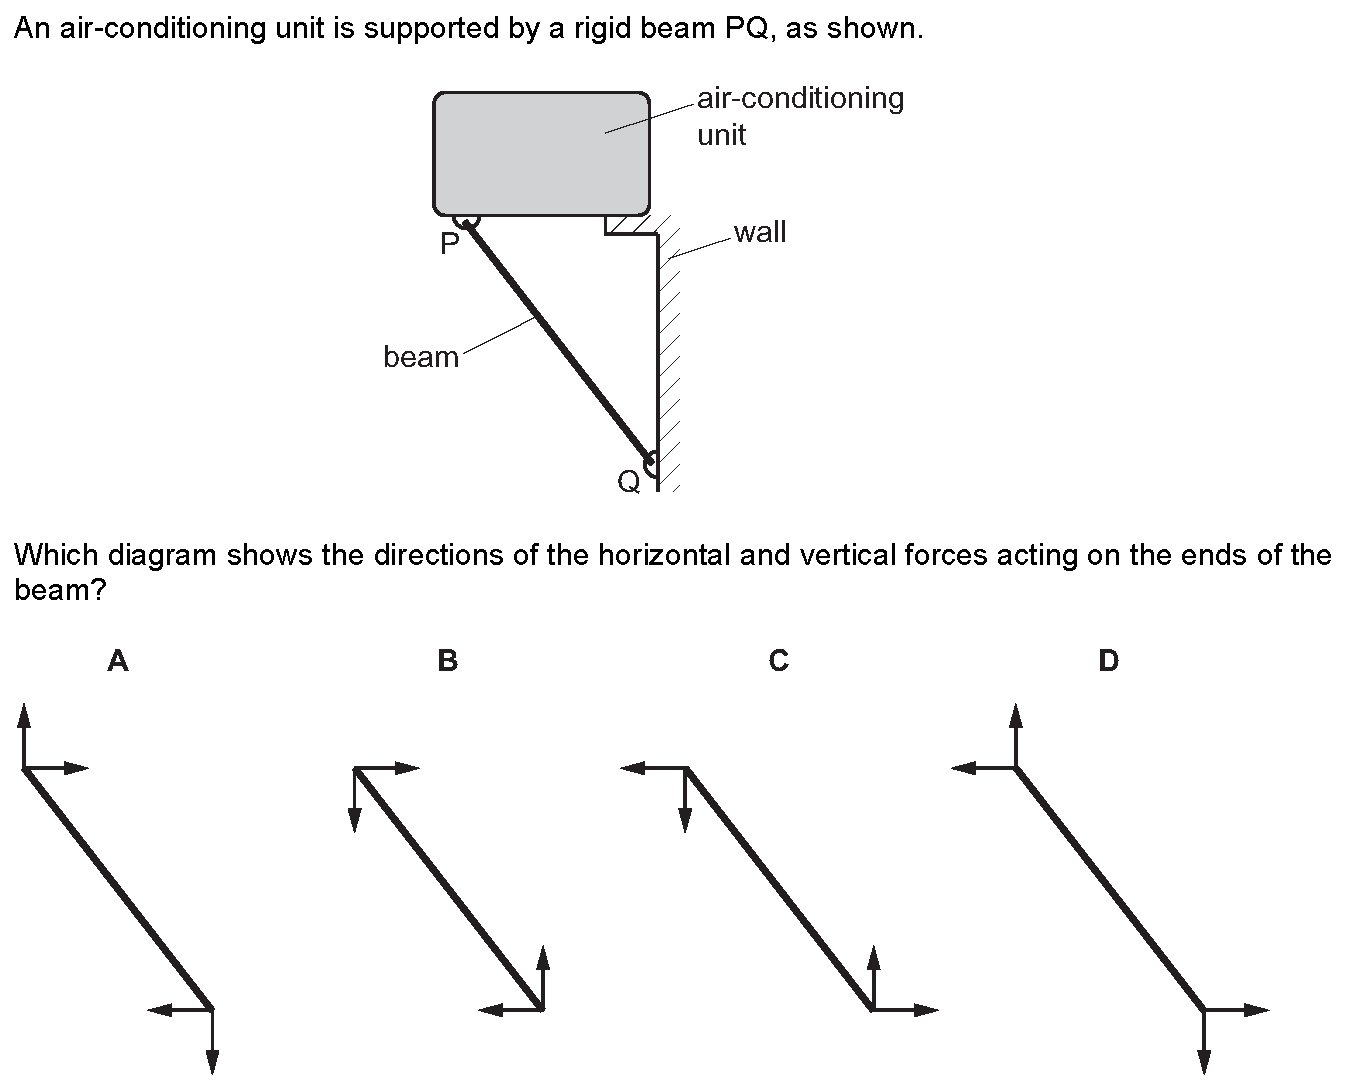 An air-conditioning unit is supported by a rigid beam PQ, as shown.
air-conditioning
unit
wall
P
beam
Q
Which diagram shows the directions of the horizontal and vertical forces acting on the ends of the
beam?
A B C D